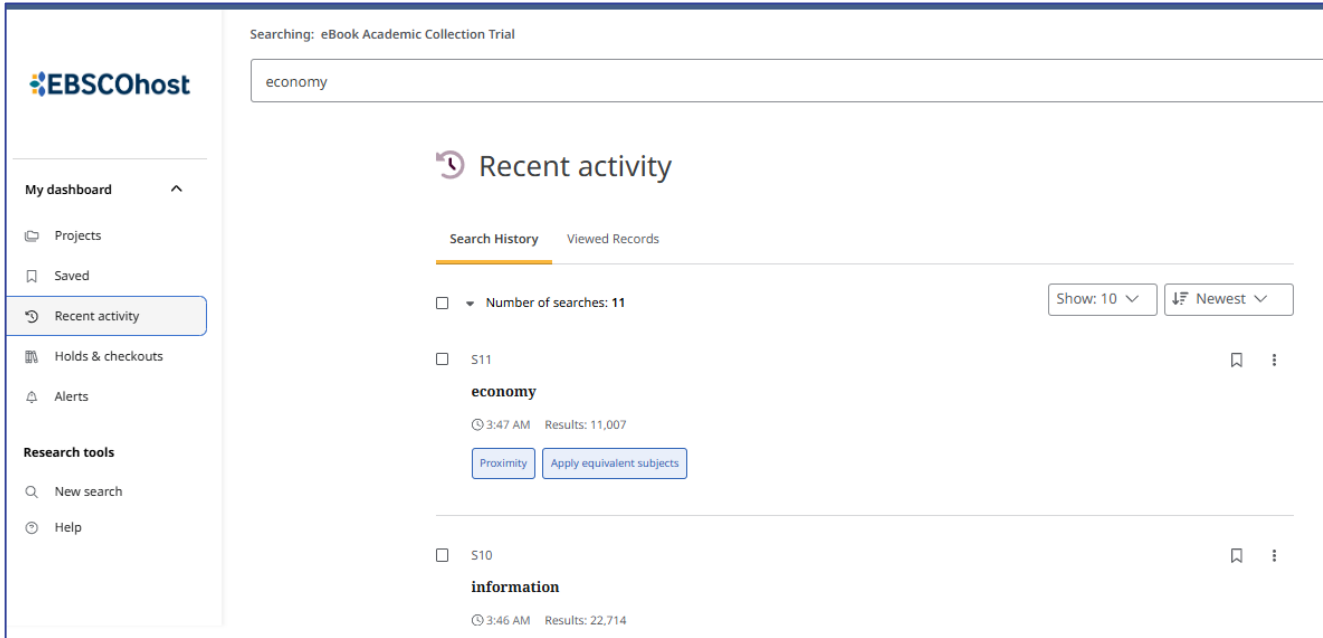 Searching: eBook Academic Collection Trial
EBSCOhost
economy
Recent activity
My dashboard
Projects
Saved
Recent activity
Holds & checkouts
Alerts
Research tools
New search
Help
Search History Viewed Records
Number of searches: 11
Show: 10 Newest
S11
economy
3:47 AM Results: 11,007
Proximity Apply equivalent subjects
S10
information
3:46 AM Results: 22,714